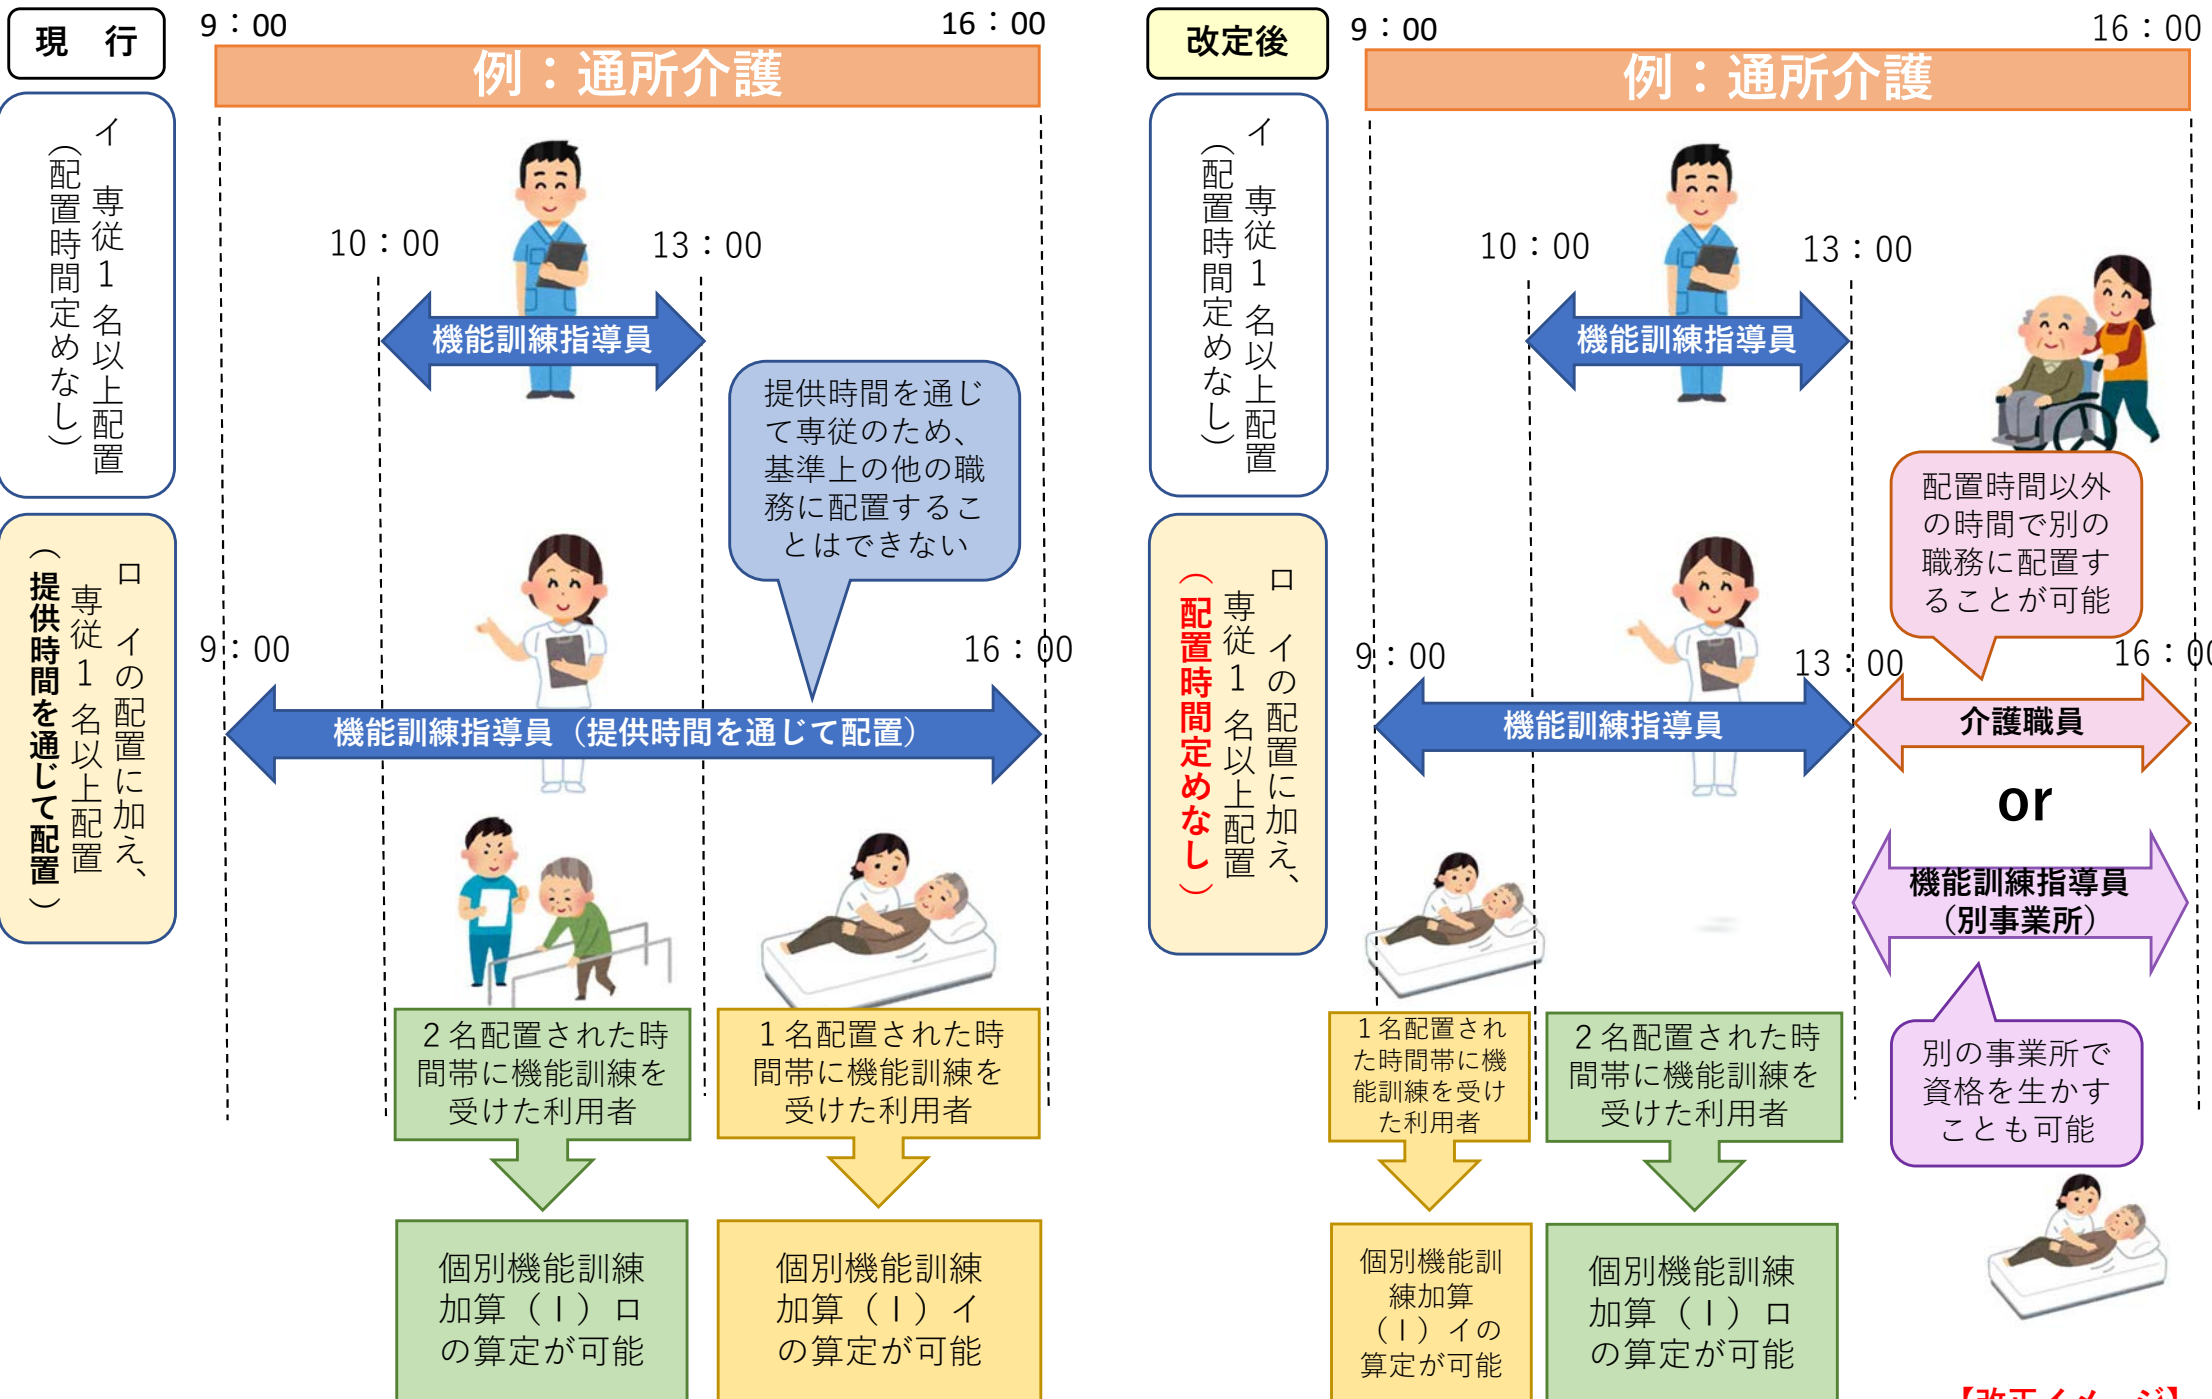 現　行
9：00
16：00
例：通所介護
イ　専従１名以上配置
（配置時間定めなし）
10：00
13：00
機能訓練指導員
提供時間を通じ
て専従のため、
基準上の他の職
務に配置するこ
とはできない
ロ　イの配置に加え、
専従１名以上配置
（提供時間を通じて配置）
9：00
16：00
機能訓練指導員（提供時間を通じて配置）
２名配置された時
間帯に機能訓練を
受けた利用者
１名配置された時
間帯に機能訓練を
受けた利用者
個別機能訓練
加算（Ⅰ）ロ
の算定が可能
個別機能訓練
加算（Ⅰ）イ
の算定が可能
改定後
9：00
16：00
例：通所介護
イ　専従１名以上配置
（配置時間定めなし）
10：00
13：00
機能訓練指導員
配置時間以外
の時間で別の
職務に配置す
ることが可能
ロ　イの配置に加え、
専従１名以上配置
（配置時間定めなし）
9：00
13：00
16：00
機能訓練指導員
介護職員
or
機能訓練指導員
（別事業所）
別の事業所で
資格を生かす
ことも可能
１名配置され
た時間帯に機
能訓練を受け
た利用者
２名配置された時
間帯に機能訓練を
受けた利用者
個別機能訓
練加算
（Ⅰ）イの
算定が可能
個別機能訓練
加算（Ⅰ）ロ
の算定が可能
【改正イメージ】